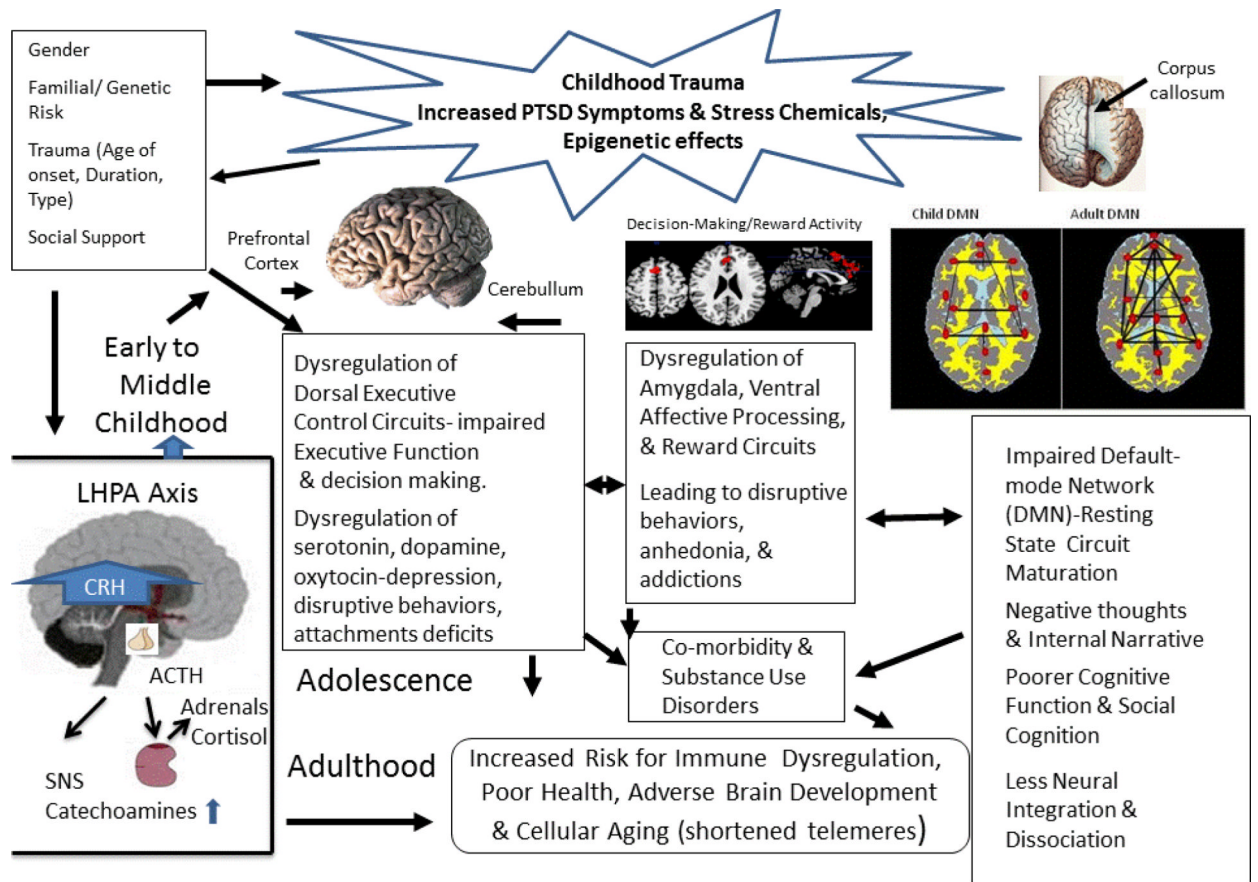 Gender
Familial/ Genetic
Risk
Trauma (Age of
onset, Duration,
Type)
Social Support
Childhood Trauma
Increased PTSD Symptoms & Stress Chemicals,
Epigenetic effects
Corpus
callosum
Prefrontal
Cortex
Cerebullum
Decision-Making/Reward Activity
Child DMN
Adult DMN
Early to
Middle
Childhood
Dysregulation of
Dorsal Executive
Control Circuits- impaired
Executive Function
& decision making.
Dysregulation of
serotonin, dopamine,
oxytocin-depression,
disruptive behaviors,
attachments deficits
Dysregulation of
Amygdala, Ventral
Affective Processing,
& Reward Circuits
Leading to disruptive
behaviors,
anhedonia, &
addictions
Impaired Default-
mode Network
(DMN)-Resting
State Circuit
Maturation
Negative thoughts
& Internal Narrative
Poorer Cognitive
Function & Social
Cognition
Less Neural
Integration &
Dissociation
LHPA Axis
CRH
ACTH
Adrenals
Cortisol
SNS
Catechoamines
Adolescence
Co-morbidity &
Substance Use
Disorders
Adulthood
Increased Risk for Immune Dysregulation,
Poor Health, Adverse Brain Development
& Cellular Aging (shortened telemeres)